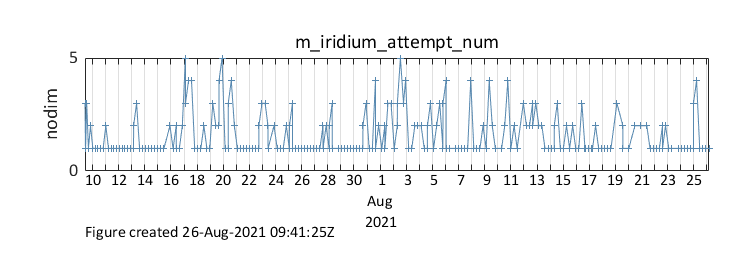 m_iridium_attempt_num
5
nodim
0
10 12 14 16 18 20 22 24 26 28 30 1 3 5 7 9 11 13 15 17 19 21 23 25
Aug
2021
Figure created 26-Aug-2021 09:41:25Z